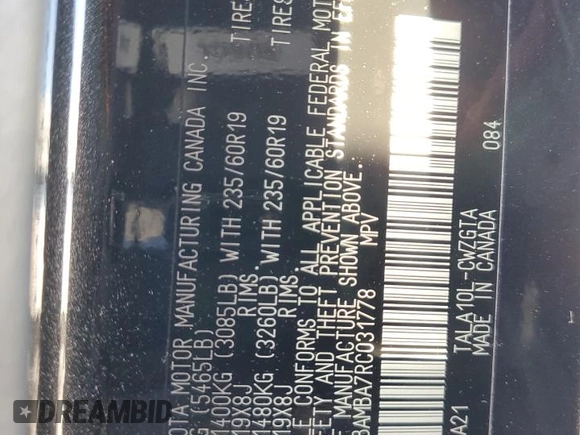 OTA MOTOR MANUFACTURING CANADA INC.
G (5465LB) TIRE
1400KG (3085LB) WITH 235/60R19
19X8J RIMS. TIRES
1480KG (3260LB) WITH 235/60R19
19X8J RIMS.
E CONFORMS TO ALL APPLICABLE FEDERAL MOT
FETY AND THEFT PREVENTION STANDARDS IN EF
F MANUFACTURE SHOWN ABOVE.
BAMBA7RC031778 MPV
084
A21 TALA10L-CWZGTA
MADE IN CANADA
AUTOBIDMASTER